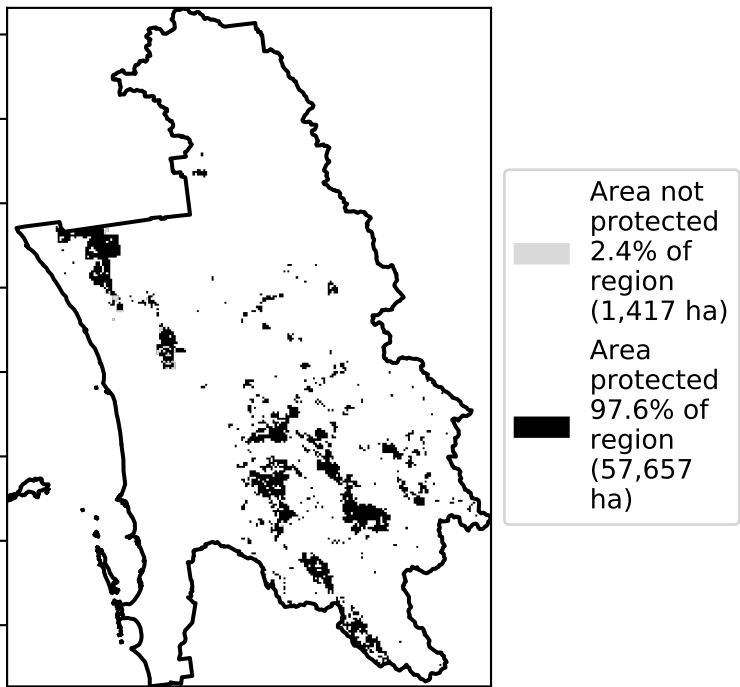 Area not
protected
2.4% of
region
(1,417 ha)
Area
protected
97.6% of
region
(57,657
ha)